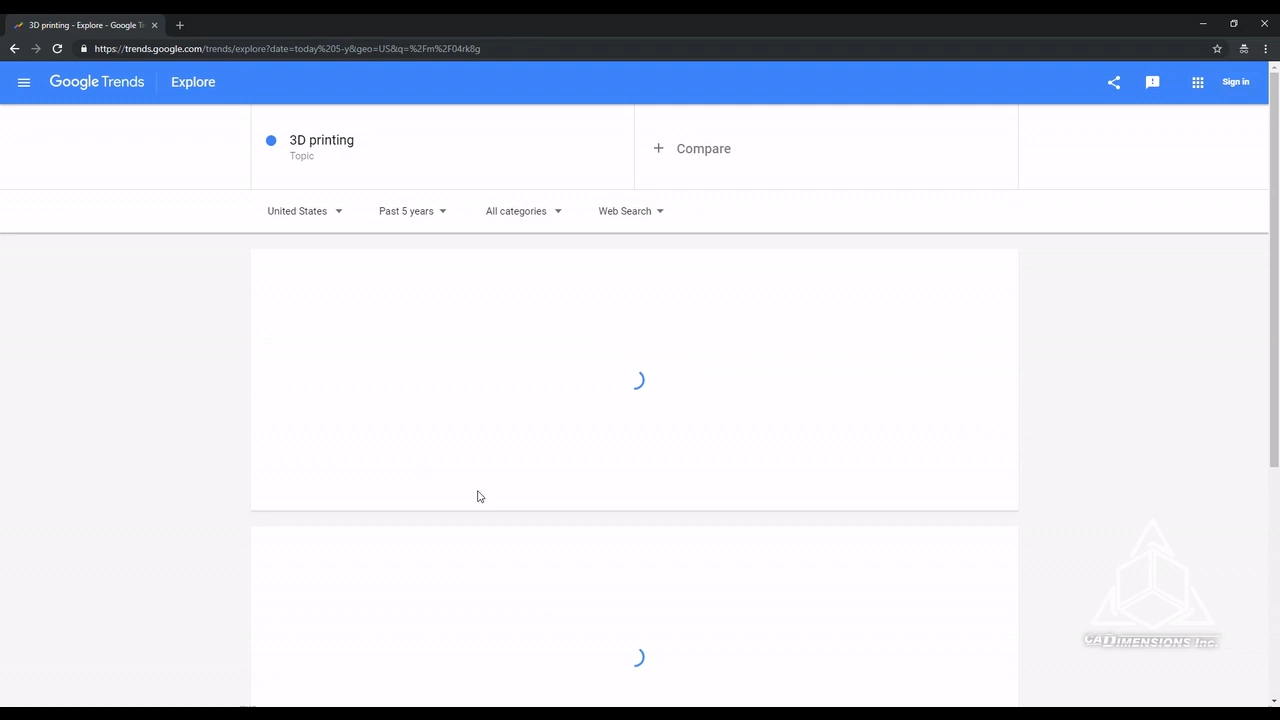 3D printing - Explore - Google Tr
https://trends.google.com/trends/explore?date=today%205-y&geo=US&q=%2Fm%2F04rk8g
Google Trends Explore Sign in
3D printing
Topic
+ Compare
United States Past 5 years All categories Web Search
CADIMENSIONS Inc.